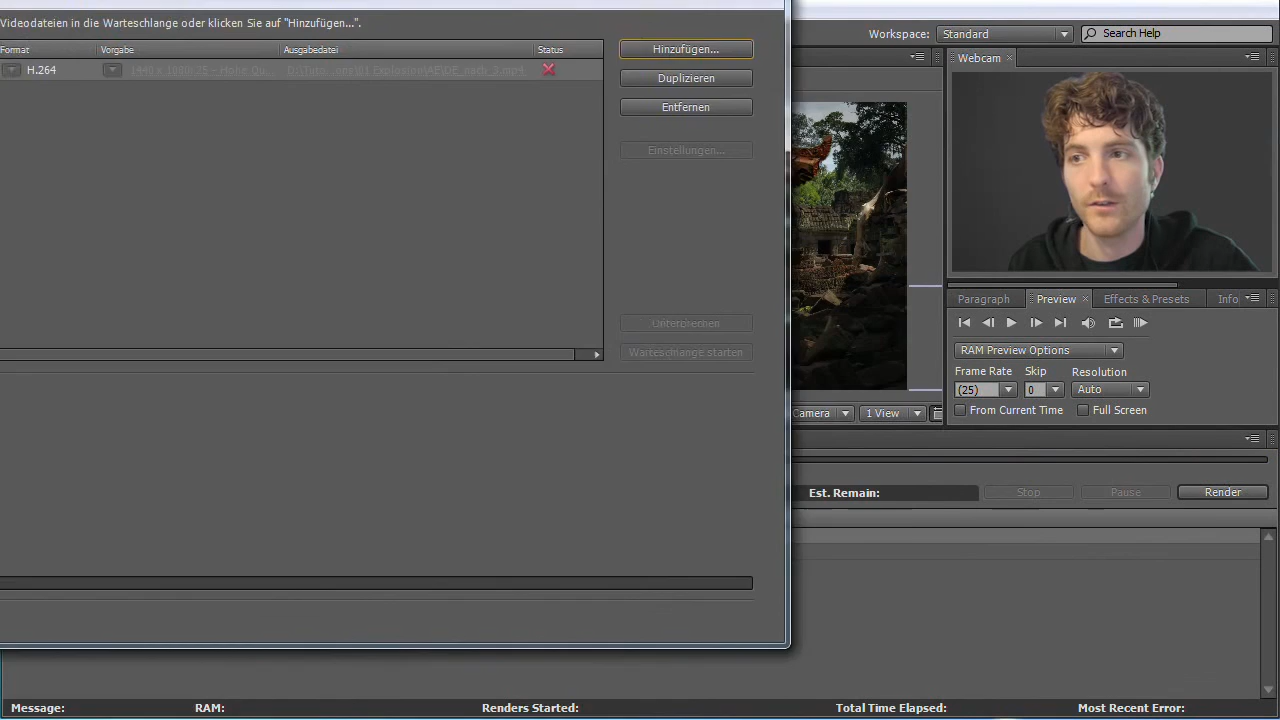 Videodateien in die Warteschlange oder klicken Sie auf "Hinzufügen...".
Format
Vorgabe
Ausgabedatei
Status
H.264
Hinzufügen...
Duplizieren
Entfernen
Einstellungen...
Unterbrechen
Warteschlange starten
Workspace:
Standard
Search Help
Webcam
Paragraph
Preview
Effects & Presets
Info
RAM Preview Options
Frame Rate
Skip
Resolution
(25)
0
Auto
From Current Time
Full Screen
Camera
1 View
Est. Remain:
Stop
Pause
Render
Message:
RAM:
Renders Started:
Total Time Elapsed:
Most Recent Error: